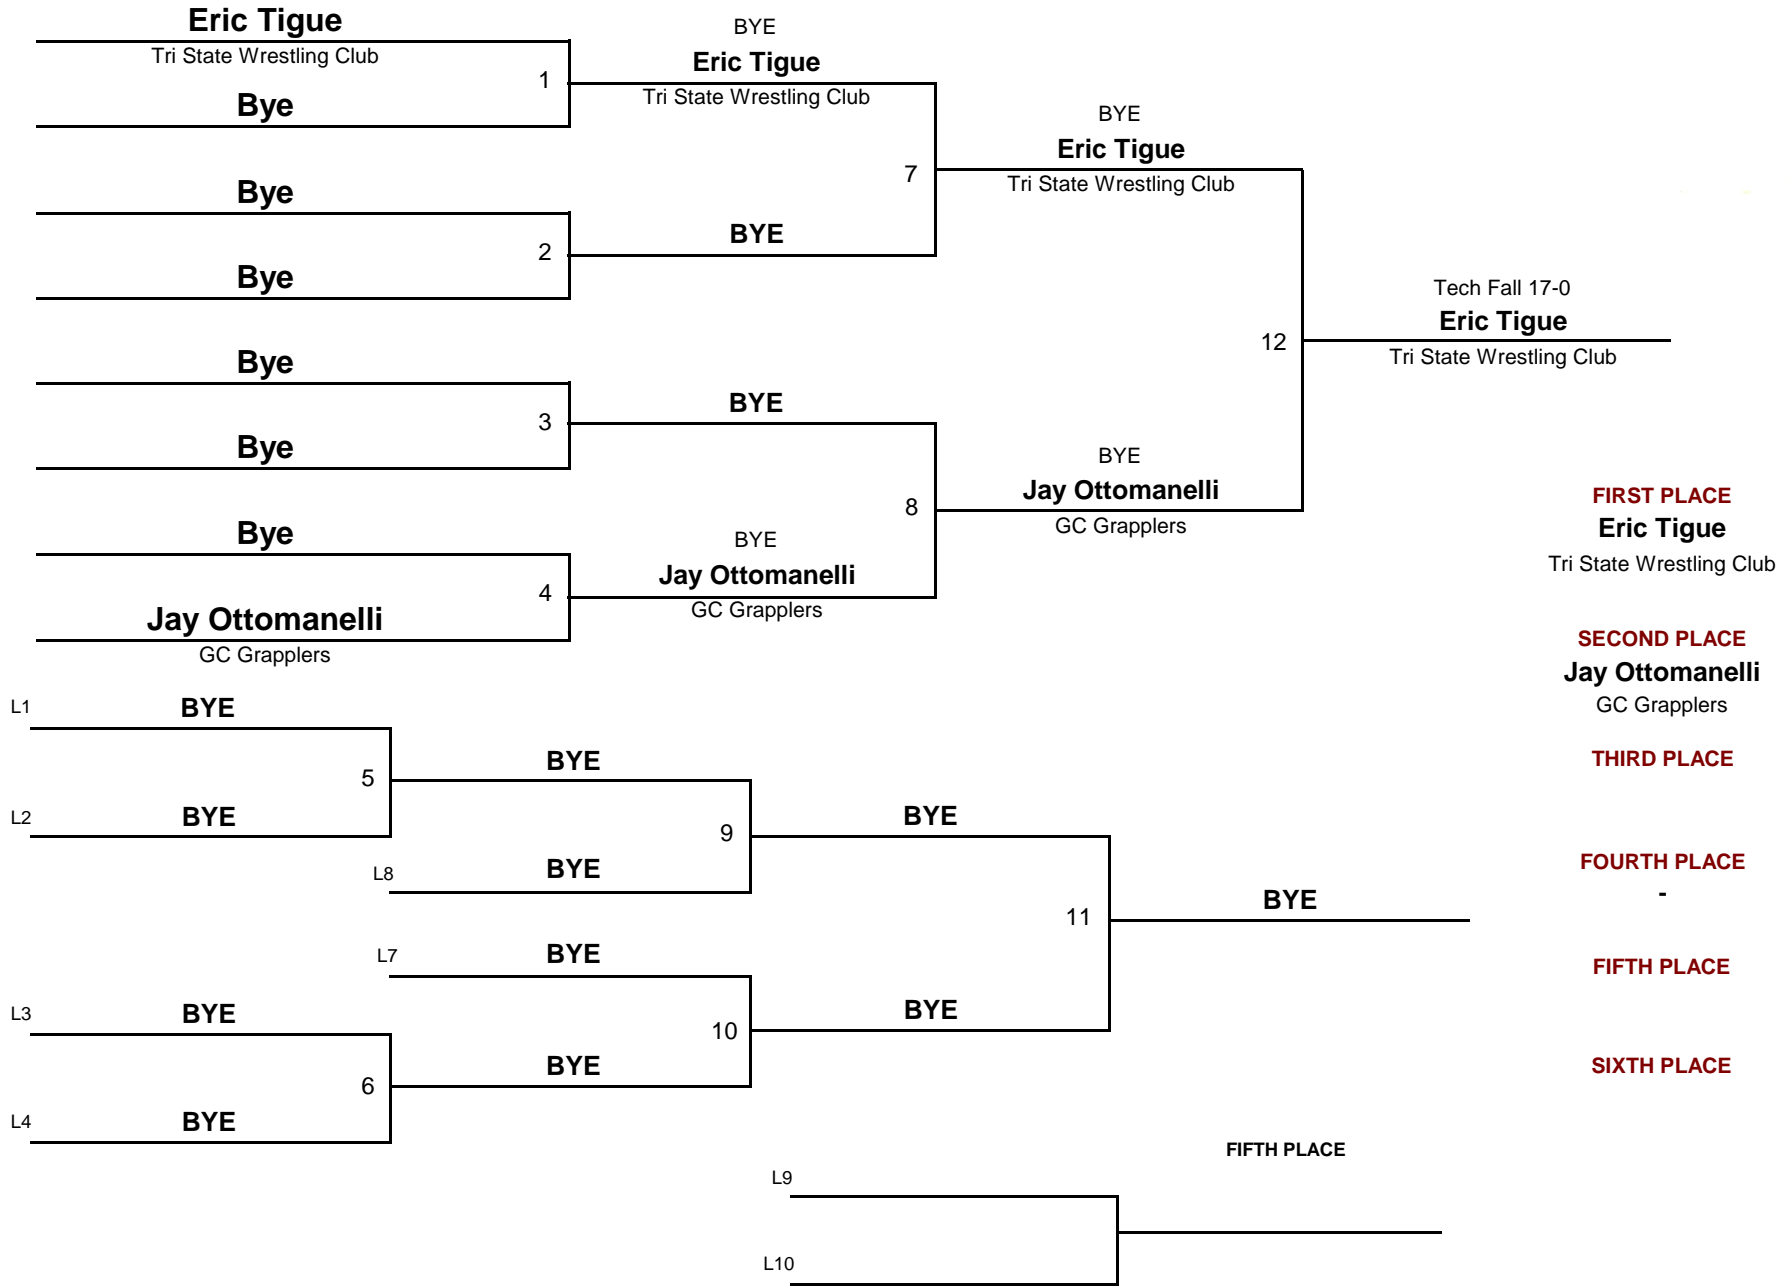 Eric Tigue
Tri State Wrestling Club
1
Bye
BYE
Eric Tigue
Tri State Wrestling Club
7
Bye
2
Bye
BYE
BYE
Eric Tigue
Tri State Wrestling Club
12
Bye
3
Bye
BYE
8
Bye
4
Jay Ottomanelli
GC Grapplers
BYE
Jay Ottomanelli
GC Grapplers
BYE
Jay Ottomanelli
GC Grapplers
Tech Fall 17-0
Eric Tigue
Tri State Wrestling Club
FIRST PLACE
Eric Tigue
Tri State Wrestling Club
SECOND PLACE
Jay Ottomanelli
GC Grapplers
THIRD PLACE
FOURTH PLACE
-
FIFTH PLACE
SIXTH PLACE
L1 BYE
5
L2 BYE
BYE
9
L8 BYE
BYE
11
BYE
L7 BYE
10
BYE
L3 BYE
6
L4 BYE
BYE
FIFTH PLACE
L9
L10